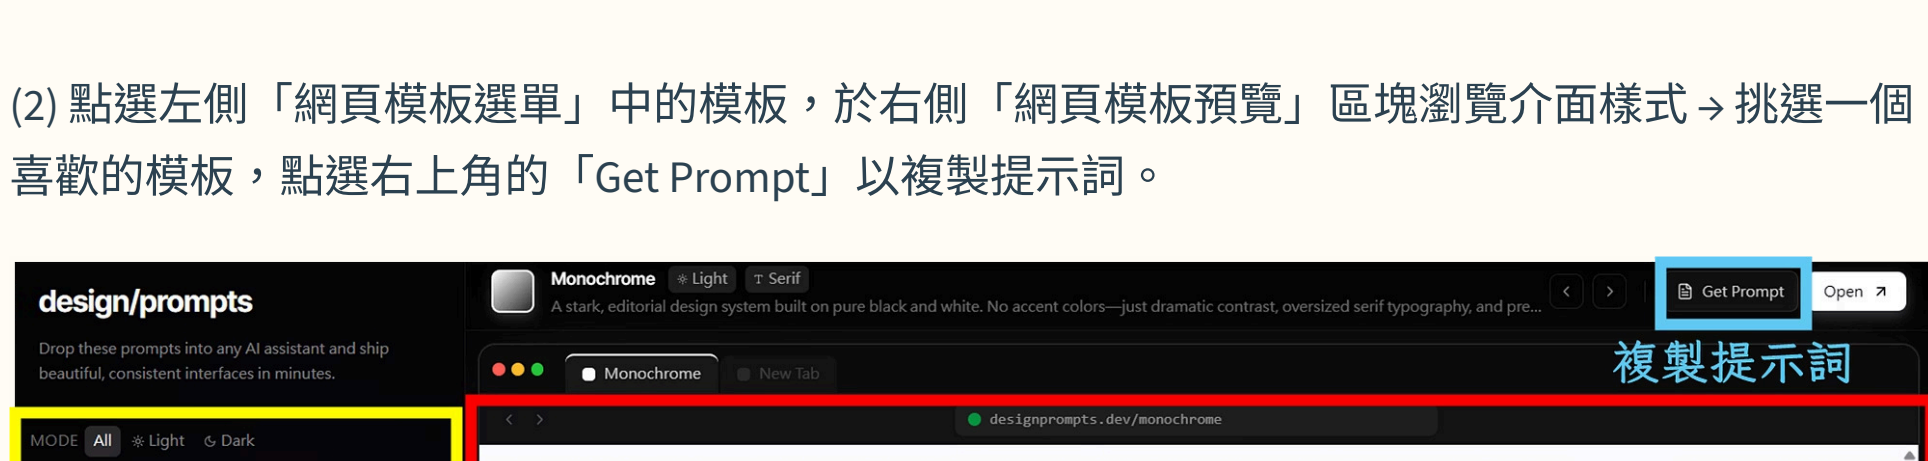 (2) 點選左側「網頁模板選單」中的模板，於右側「網頁模板預覽」區塊瀏覽介面樣式 → 挑選一個
喜歡的模板，點選右上角的「Get Prompt」以複製提示詞。
design/prompts
Drop these prompts into any AI assistant and ship
beautiful, consistent interfaces in minutes.
MODE All Light Dark
Monochrome Light T Serif
A stark, editorial design system built on pure black and white. No accent colors—just dramatic contrast, oversized serif typography, and pre...
< > Get Prompt Open ↗
複製提示詞
Monochrome New Tab
< > designprompts.dev/monochrome